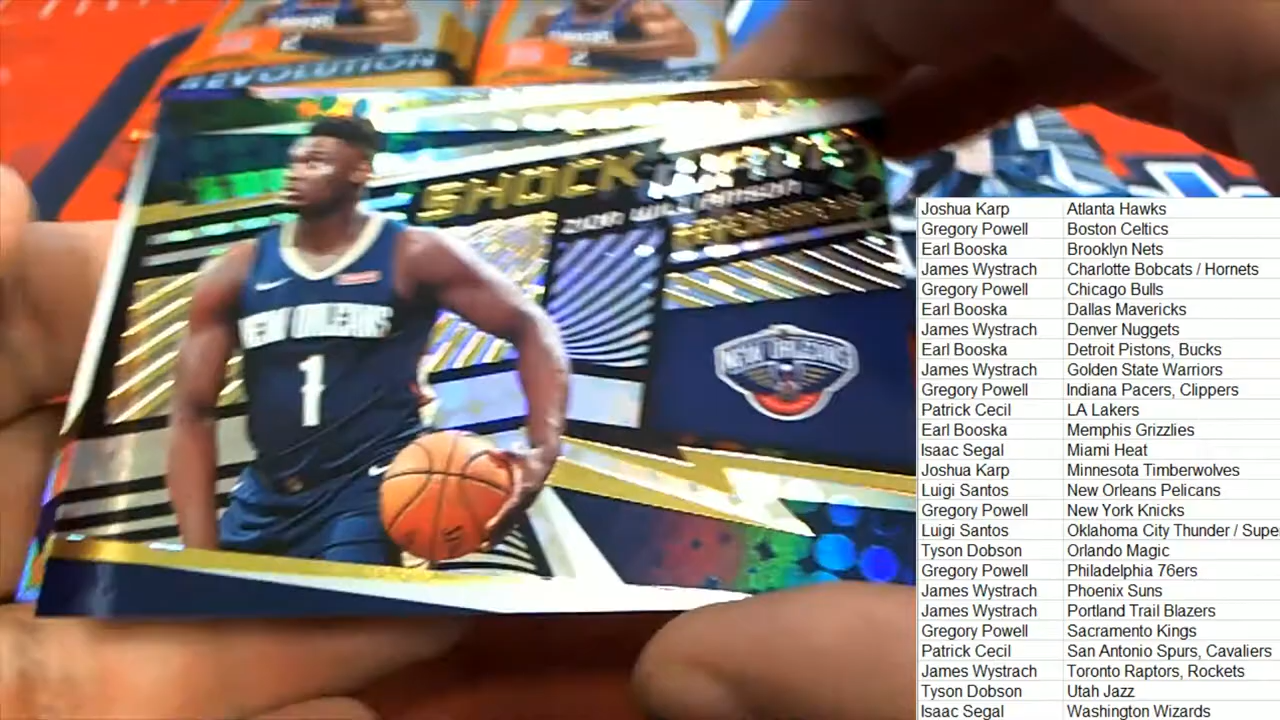 REVOLUTION
SHOCK
ZION WILLIAMSON
REVOLUTION
NEW ORLEANS
1
NEW ORLEANS
Joshua Karp Atlanta Hawks
Gregory Powell Boston Celtics
Earl Booska Brooklyn Nets
James Wystrach Charlotte Bobcats / Hornets
Gregory Powell Chicago Bulls
Earl Booska Dallas Mavericks
James Wystrach Denver Nuggets
Earl Booska Detroit Pistons, Bucks
James Wystrach Golden State Warriors
Gregory Powell Indiana Pacers, Clippers
Patrick Cecil LA Lakers
Earl Booska Memphis Grizzlies
Isaac Segal Miami Heat
Joshua Karp Minnesota Timberwolves
Luigi Santos New Orleans Pelicans
Gregory Powell New York Knicks
Luigi Santos Oklahoma City Thunder / Supe
Tyson Dobson Orlando Magic
Gregory Powell Philadelphia 76ers
James Wystrach Phoenix Suns
James Wystrach Portland Trail Blazers
Gregory Powell Sacramento Kings
Patrick Cecil San Antonio Spurs, Cavaliers
James Wystrach Toronto Raptors, Rockets
Tyson Dobson Utah Jazz
Isaac Segal Washington Wizards